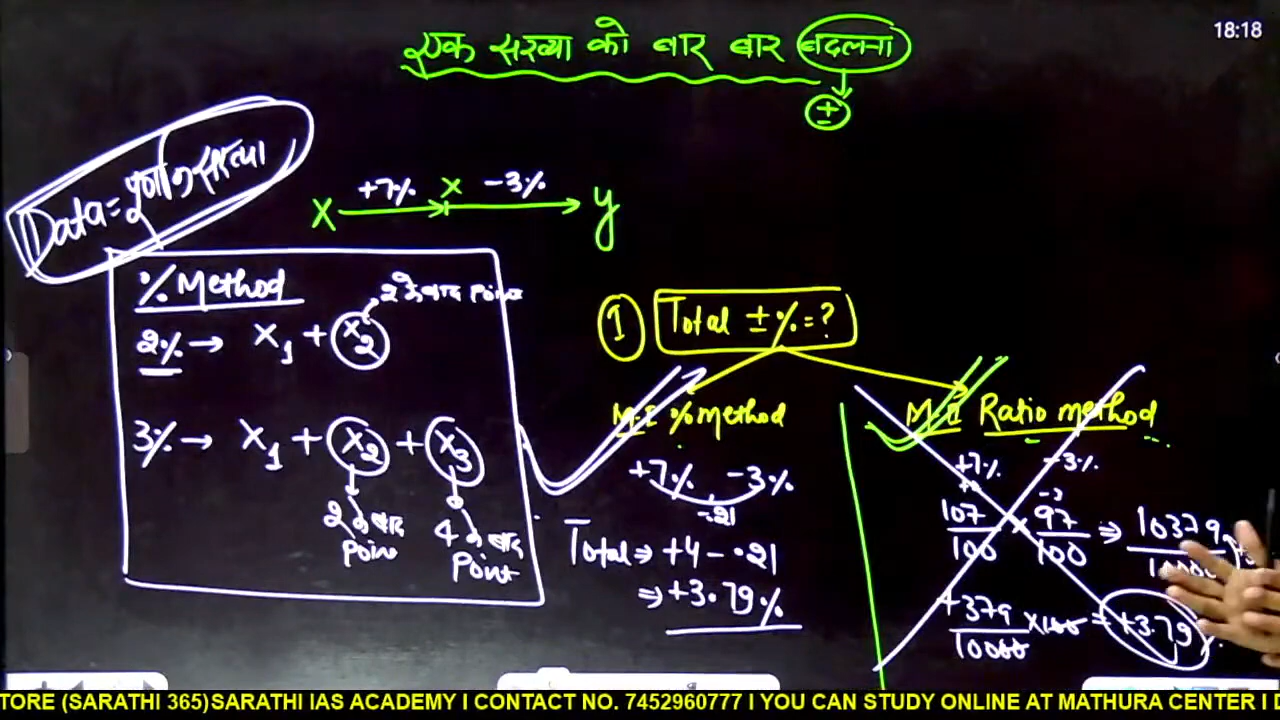 18:18
एक संख्या को बार बार बदलना
±
Data = पूर्णांक संख्या
X +7% X -3% y
% Method
2 के बाद Point
2% → X1 + X2
3% → X1 + X2 + X3
2 के बाद Point
4 के बाद Point
I Total ±% = ?
M-I % method
+7% -3%
-.21
Total ⇒ +4 - .21
⇒ +3.79%
M-II Ratio method
+7% -3%
107/100 × 97/100 ⇒ 10379
+379/10000 × 100 = +3.79%
TORE (SARATHI 365)SARATHI IAS ACADEMY I CONTACT NO. 7452960777 I YOU CAN STUDY ONLINE AT MATHURA CENTER I